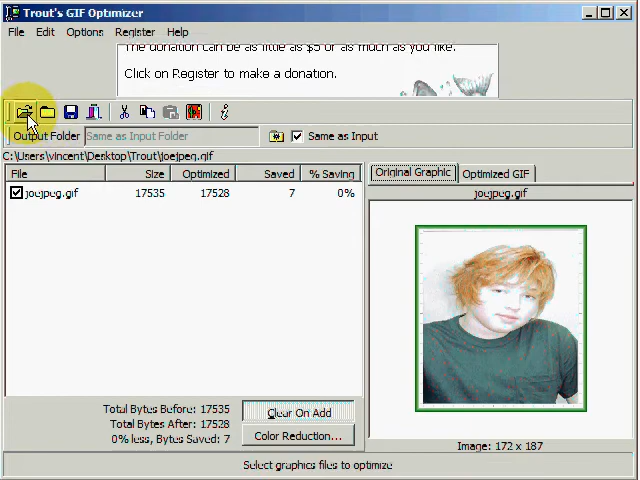 Trout's GIF Optimizer
File Edit Options Register Help
The donation can be as little as $5 or as much as you like.
Click on Register to make a donation.
Output Folder Same as Input Folder Same as Input
C:\Users\vincent\Desktop\Trout\joejpeg.gif
File Size Optimized Saved % Saving
joejpeg.gif 17535 17528 7 0%
Original Graphic Optimized GIF
joejpeg.gif
Total Bytes Before: 17535
Total Bytes After: 17528
0% less, Bytes Saved: 7
Clear On Add
Color Reduction...
Image: 172 x 187
Select graphics files to optimize